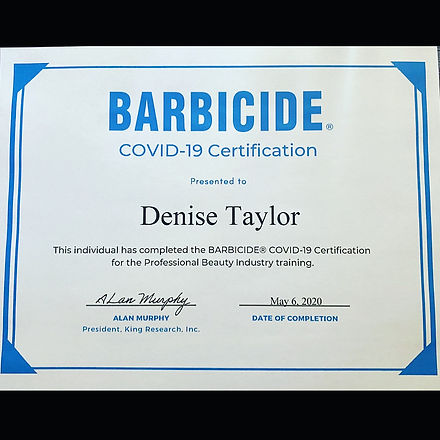 BARBICIDE®
COVID-19 Certification
Presented to
Denise Taylor
This individual has completed the BARBICIDE® COVID-19 Certification
for the Professional Beauty Industry training.
ALan Murphy
May 6, 2020
ALAN MURPHY
DATE OF COMPLETION
President, King Research, Inc.